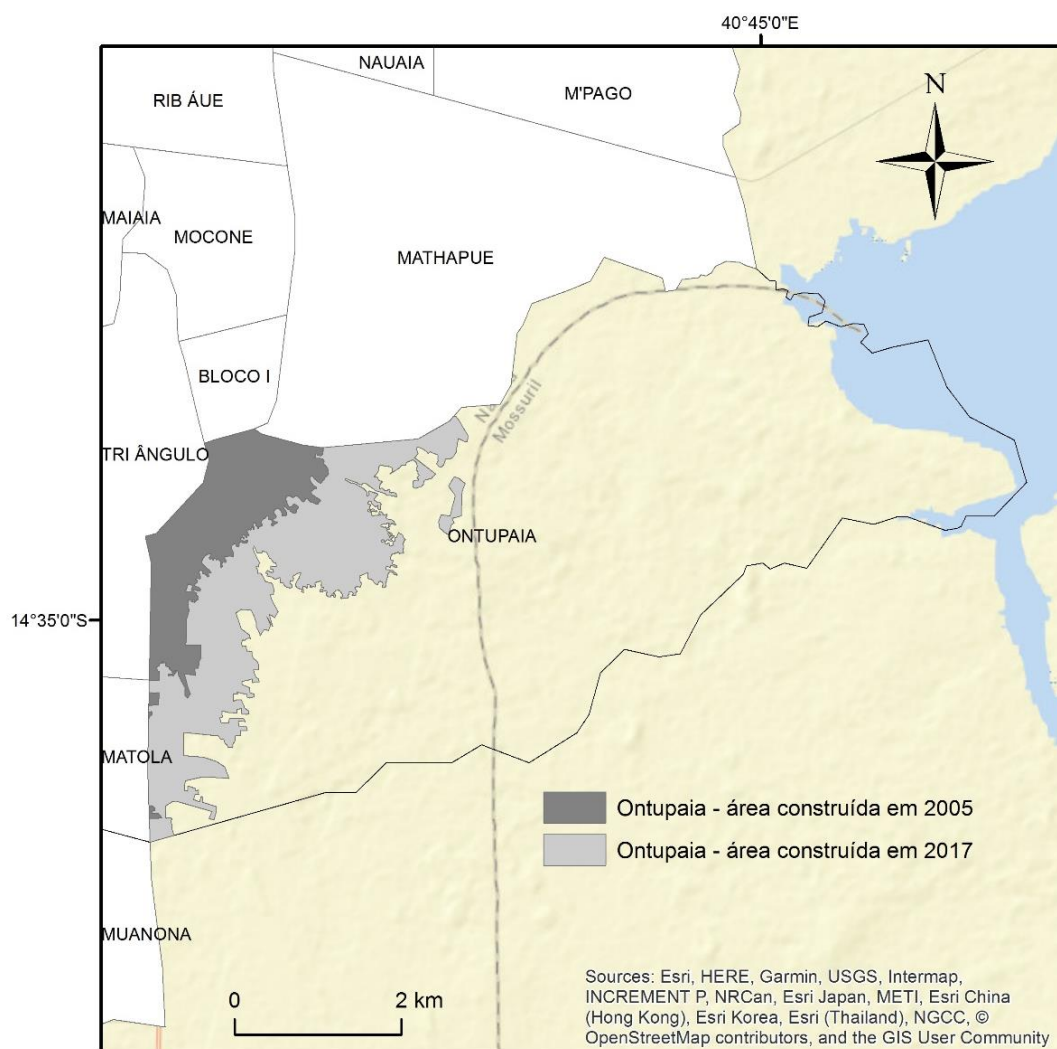 40°45'0"E
NAUAIA
RIB ÁUE
M'PAGO
N
MAIAIA
MOCONE
MATHAPUE
BLOCO I
Mossuril
TRI ÂNGULO
ONTUPAIA
14°35'0"S
MATOLA
Ontupaia - área construída em 2005
Ontupaia - área construída em 2017
MUANONA
0 2 km
Sources: Esri, HERE, Garmin, USGS, Intermap,
INCREMENT P, NRCan, Esri Japan, METI, Esri China
(Hong Kong), Esri Korea, Esri (Thailand), NGCC, ©
OpenStreetMap contributors, and the GIS User Community